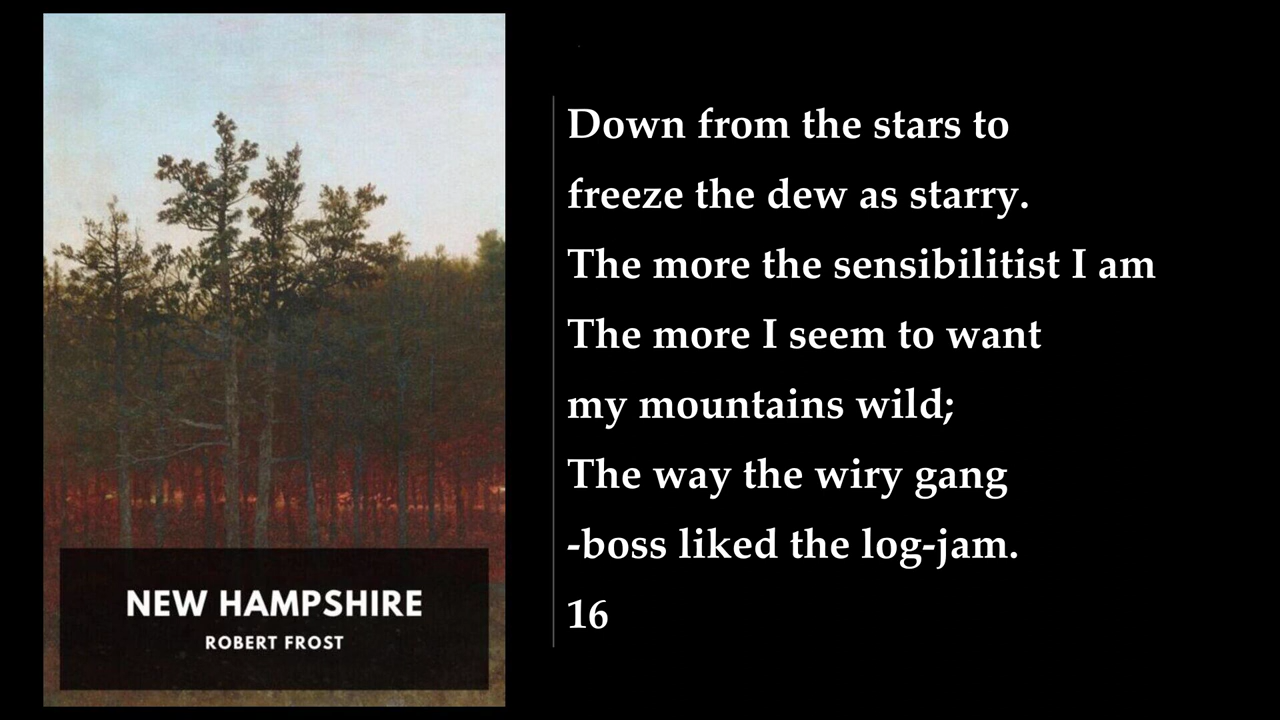 NEW HAMPSHIRE
ROBERT FROST
Down from the stars to
freeze the dew as starry.
The more the sensibilitist I am
The more I seem to want
my mountains wild;
The way the wiry gang
-boss liked the log-jam.
16